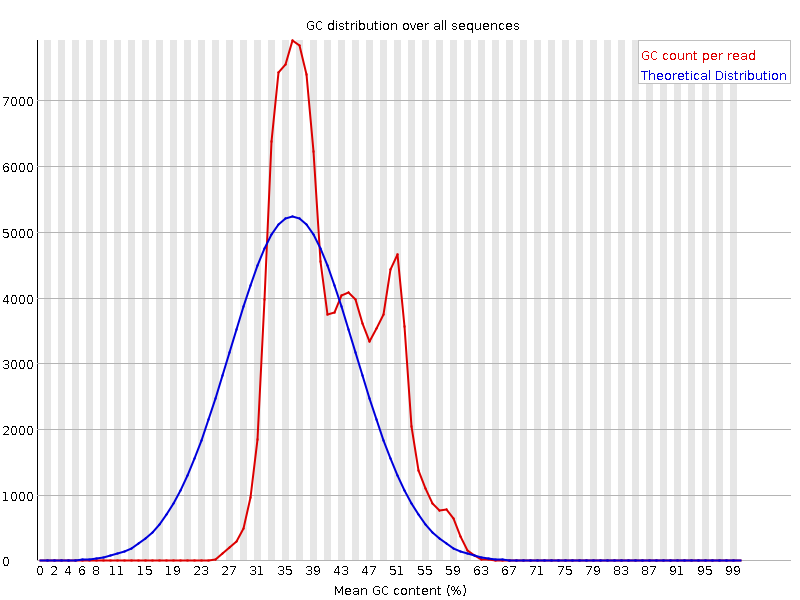 GC distribution over all sequences
GC count per read
Theoretical Distribution
7000
6000
5000
4000
3000
2000
1000
0
0 2 4 6 8 11 15 19 23 27 31 35 39 43 47 51 55 59 63 67 71 75 79 83 87 91 95 99
Mean GC content (%)